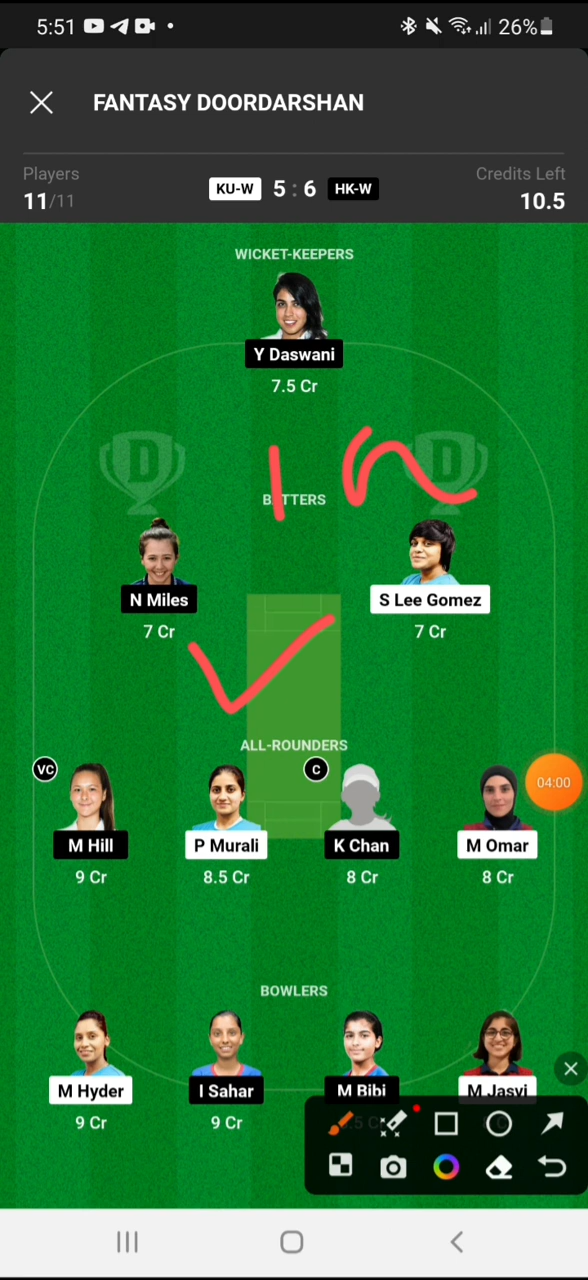 5:51 26%
FANTASY DOORDARSHAN
Players Credits Left
11/11 KU-W 5 : 6 HK-W 10.5
WICKET-KEEPERS
Y Daswani
7.5 Cr
D D
BATTERS
N Miles S Lee Gomez
7 Cr 7 Cr
ALL-ROUNDERS
VC C
04:00
M Hill P Murali K Chan M Omar
9 Cr 8.5 Cr 8 Cr 8 Cr
BOWLERS
M Hyder I Sahar M Bibi M Jasvi
9 Cr 9 Cr